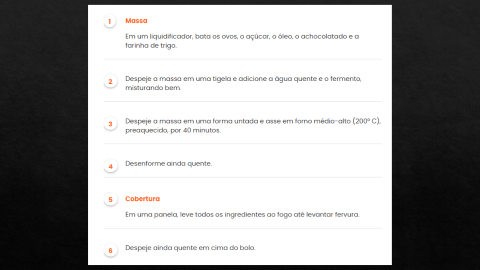 1 Massa
Em um liquidificador, bata os ovos, o açúcar, o óleo, o achocolatado e a
farinha de trigo.
2 Despeje a massa em uma tigela e adicione a água quente e o fermento,
misturando bem.
3 Despeje a massa em uma forma untada e asse em forno médio-alto (200° C),
preaquecido, por 40 minutos.
4 Desenforme ainda quente.
5 Cobertura
Em uma panela, leve todos os ingredientes ao fogo até levantar fervura.
6 Despeje ainda quente em cima do bolo.